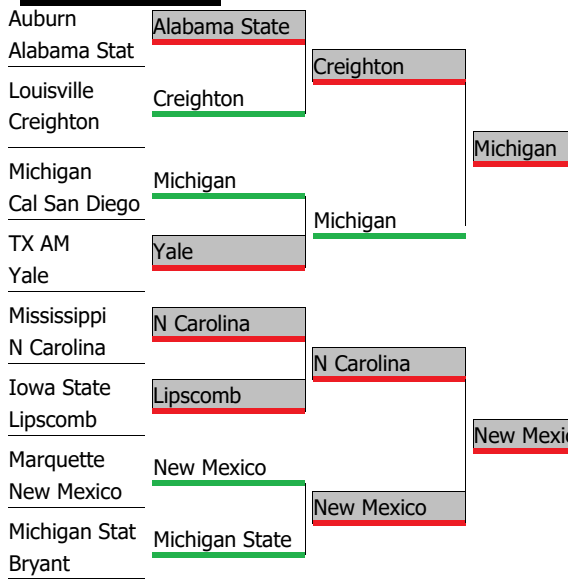 Auburn
Alabama Stat
Louisville
Creighton
Michigan
Cal San Diego
TX AM
Yale
Mississippi
N Carolina
Iowa State
Lipscomb
Marquette
New Mexico
Michigan Stat
Bryant
Alabama State
Creighton
Michigan
Yale
N Carolina
Lipscomb
New Mexico
Michigan State
Creighton
Michigan
N Carolina
New Mexico
Michigan
New Mexi